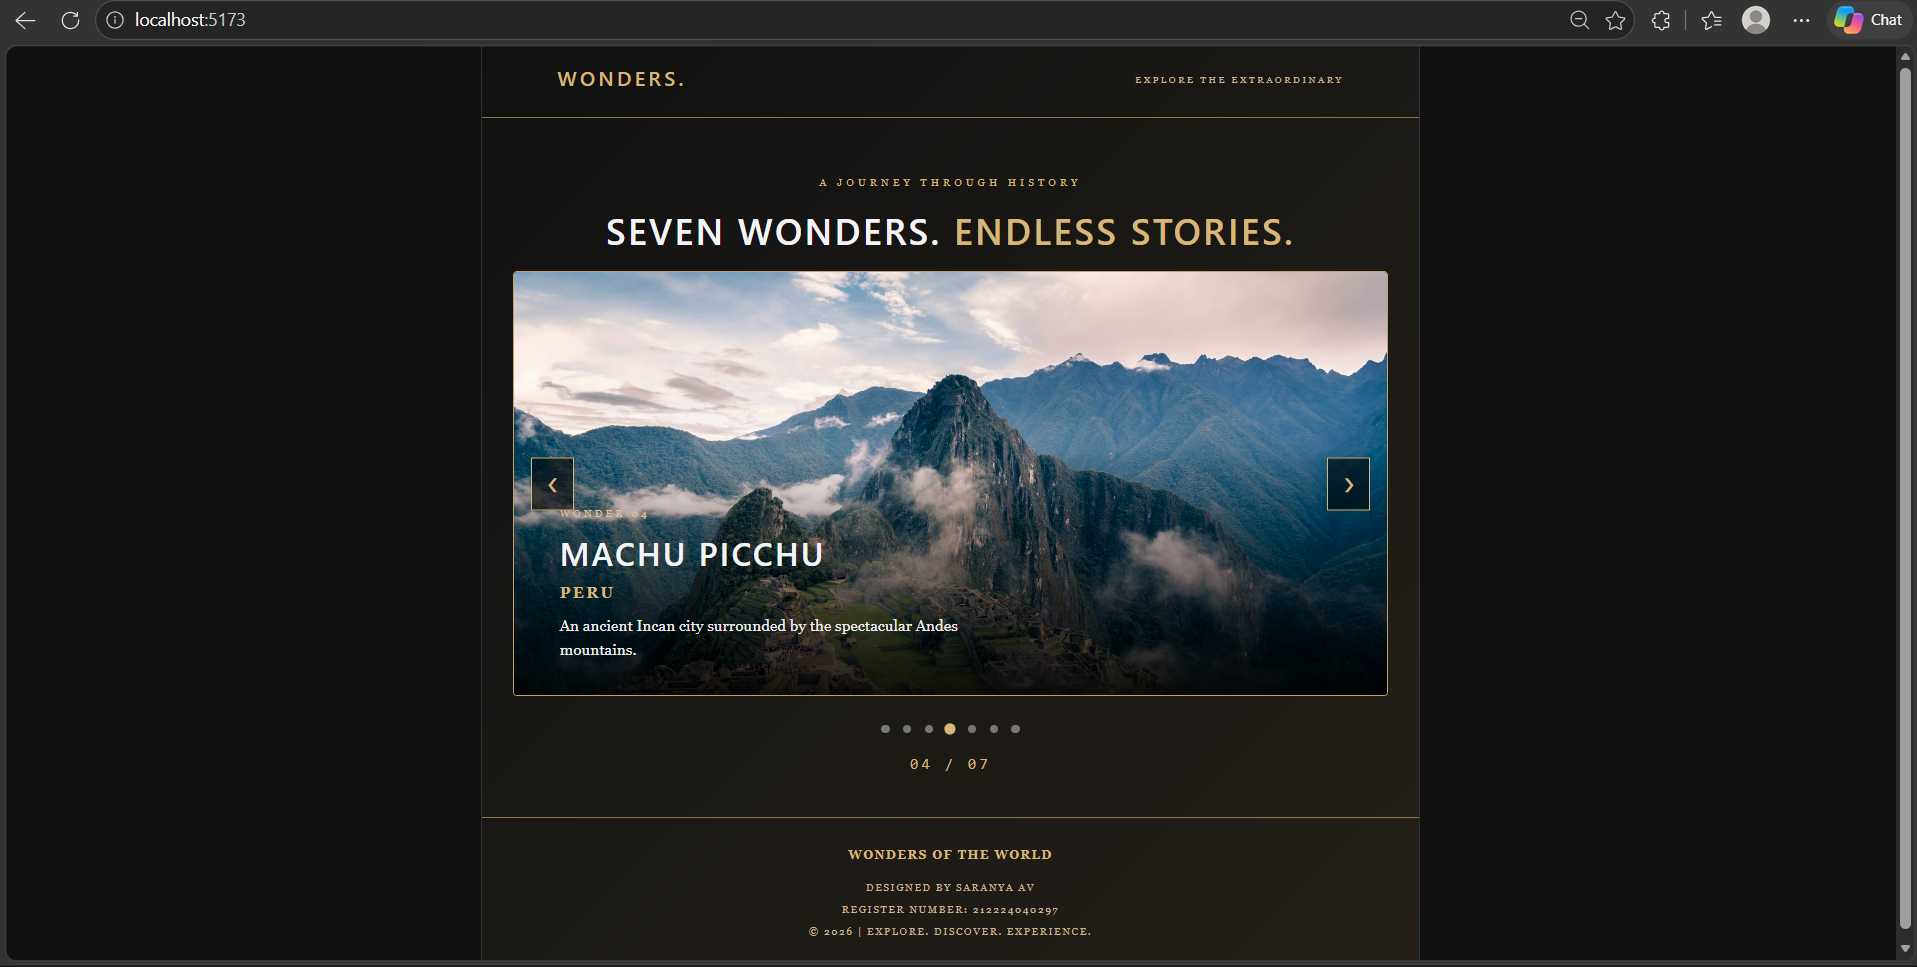 localhost:5173
Chat
WONDERS.
EXPLORE THE EXTRAORDINARY
A JOURNEY THROUGH HISTORY
SEVEN WONDERS. ENDLESS STORIES.
‹
›
WONDER 04
MACHU PICCHU
PERU
An ancient Incan city surrounded by the spectacular Andes
mountains.
04 / 07
WONDERS OF THE WORLD
DESIGNED BY SARANYA AV
REGISTER NUMBER: 212224040297
© 2026 | EXPLORE. DISCOVER. EXPERIENCE.